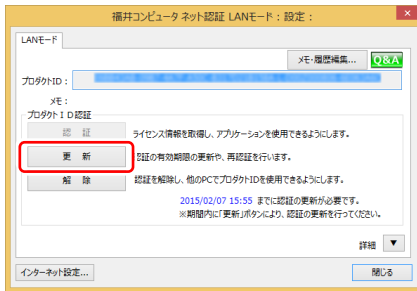 福井コンピュータ ネット認証 LANモード：設定：
LANモード
メモ・履歴編集... Q&A
プロダクトID：
メモ：
プロダクトＩＤ認証
認 証 ライセンス情報を取得し、アプリケーションを使用できるようにします。
更 新 認証の有効期限の更新や、再認証を行います。
解 除 認証を解除し、他のPCでプロダクトIDを使用できるようにします。
2015/02/07 15:55 までに認証の更新が必要です。
※期間内に「更新」ボタンにより、認証の更新を行ってください。
詳細 ▼
インターネット設定... 閉じる